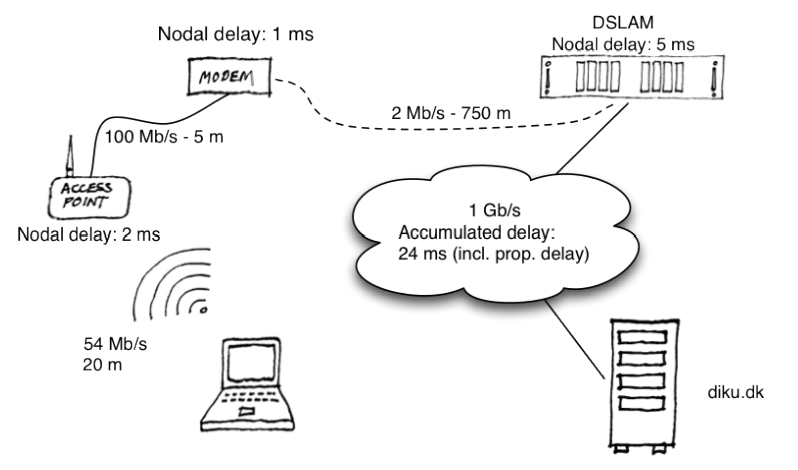 Nodal delay: 1 ms
MODEM
DSLAM
Nodal delay: 5 ms
2 Mb/s - 750 m
100 Mb/s - 5 m
ACCESS
POINT
Nodal delay: 2 ms
1 Gb/s
Accumulated delay:
24 ms (incl. prop. delay)
54 Mb/s
20 m
diku.dk